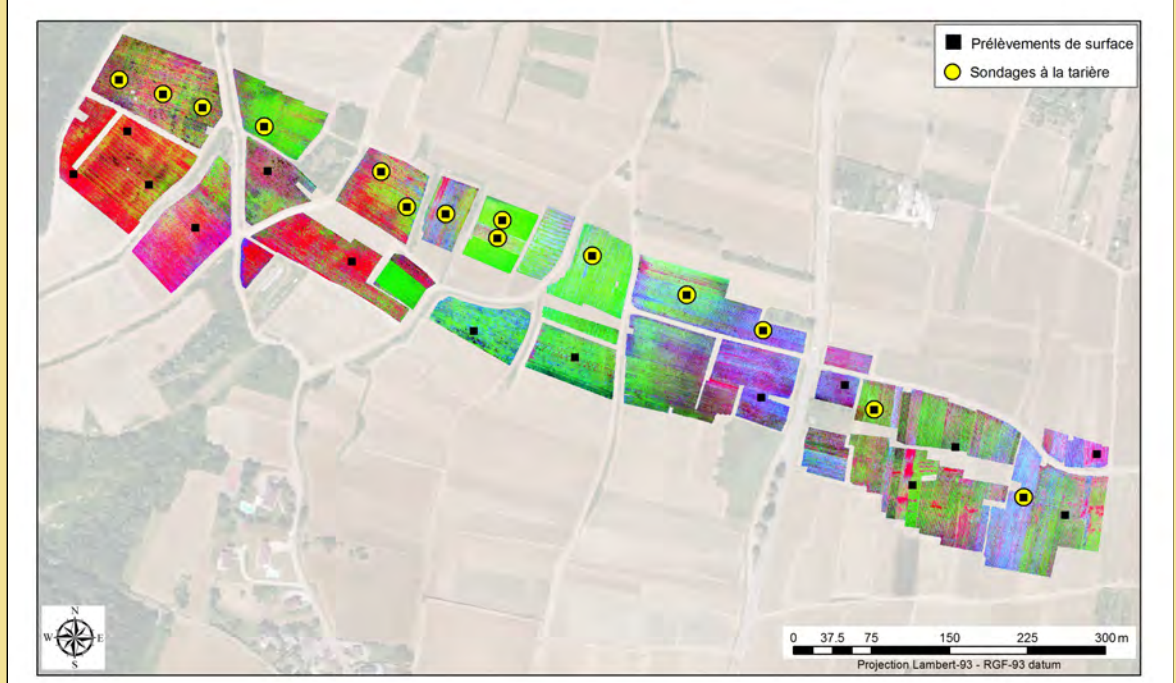 Prélèvements de surface
Sondages à la tarière
N
W E
S
0 37.5 75 150 225 300 m
Projection Lambert-93 - RGF-93 datum